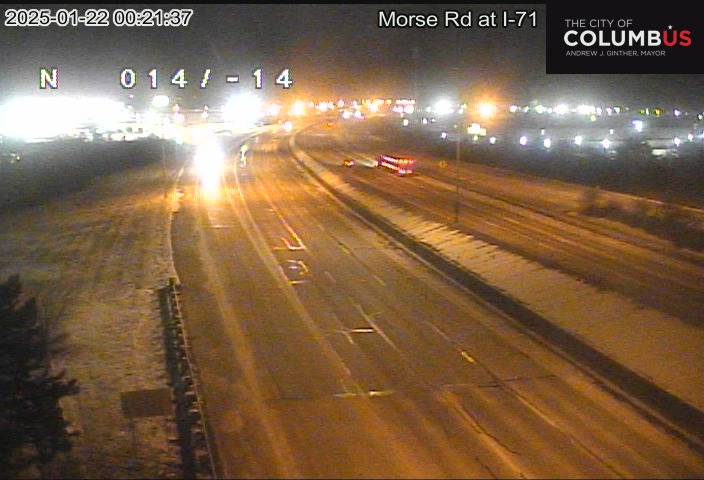 2025-01-22 00:21:37
Morse Rd at I-71
THE CITY OF
COLUMBUS
ANDREW J. GINTHER, MAYOR
N 014/-14